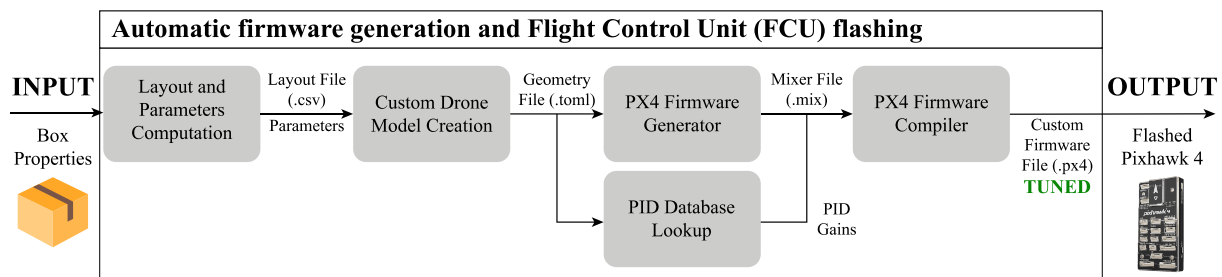 Automatic firmware generation and Flight Control Unit (FCU) flashing
INPUT
Box
Properties
Layout and
Parameters
Computation
Layout File
(.csv)
Parameters
Custom Drone
Model Creation
Geometry
File (.toml)
PX4 Firmware
Generator
PID Database
Lookup
Mixer File
(.mix)
PID
Gains
PX4 Firmware
Compiler
Custom
Firmware
File (.px4)
TUNED
OUTPUT
Flashed
Pixhawk 4
pixhawk 4